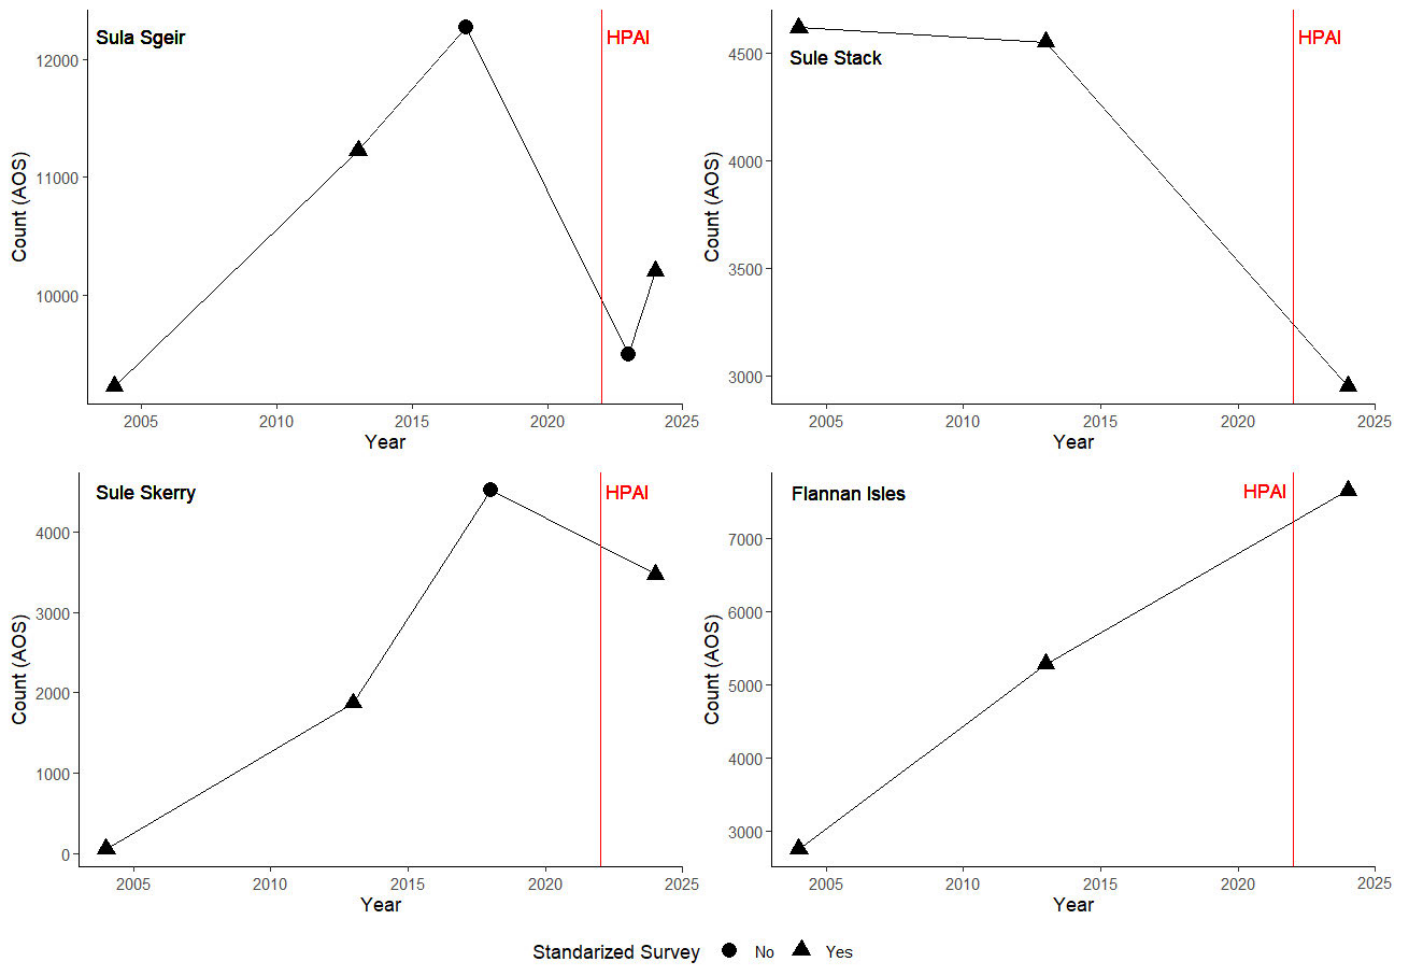 Sula Sgeir
HPAI
Count (AOS)
12000
11000
10000
2005
2010
2015
2020
2025
Year
Sule Stack
HPAI
Count (AOS)
4500
4000
3500
3000
2005
2010
2015
2020
2025
Year
Sule Skerry
HPAI
Count (AOS)
4000
3000
2000
1000
0
2005
2010
2015
2020
2025
Year
Flannan Isles
HPAI
Count (AOS)
7000
6000
5000
4000
3000
2005
2010
2015
2020
2025
Year
Standarized Survey No Yes